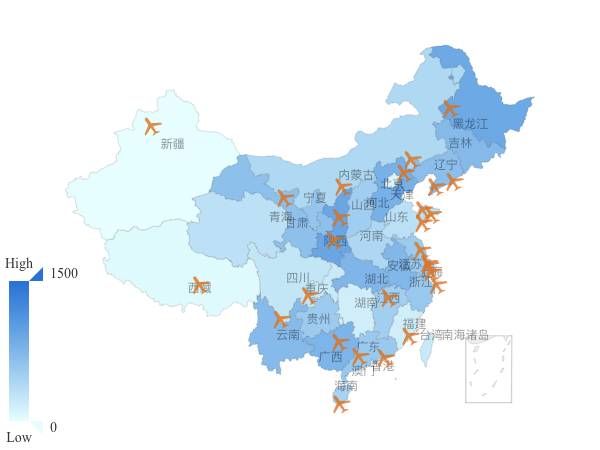 黑龙江
新疆
吉林
辽宁
内蒙古
北京
天津
宁夏
山西
河北
青海
甘肃
山东
河南
陕西
High
1500
西藏
四川
重庆
安徽
江苏
湖北
浙江
湖南
江西
贵州
福建
云南
台湾
南海诸岛
广西
广东
澳门
香港
海南
0
Low